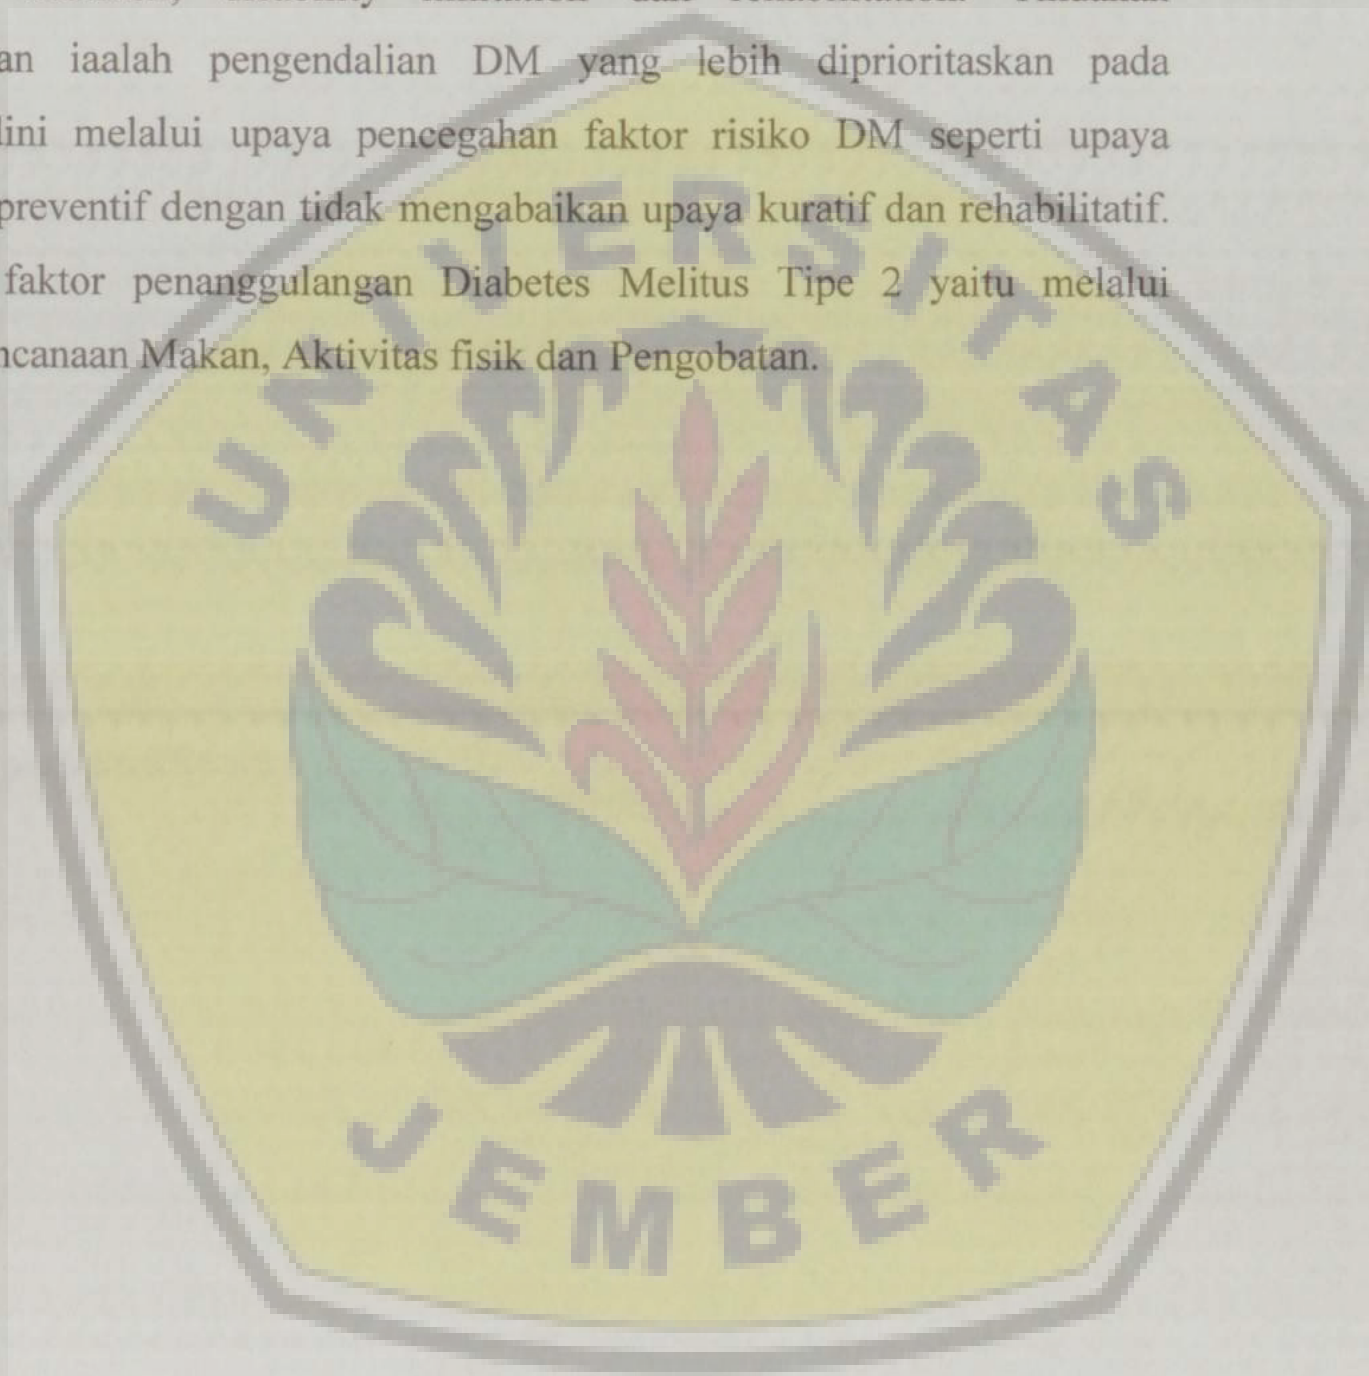 an iaalah pengendalian DM yang lebih diprioritaskan pada
ini melalui upaya pencegahan faktor risiko DM seperti upaya
preventif dengan tidak mengabaikan upaya kuratif dan rehabilitatif.
faktor penanggulangan Diabetes Melitus Tipe 2 yaitu melalui
ncanaan Makan, Aktivitas fisik dan Pengobatan.
UNIVERSITAS
JEMBER